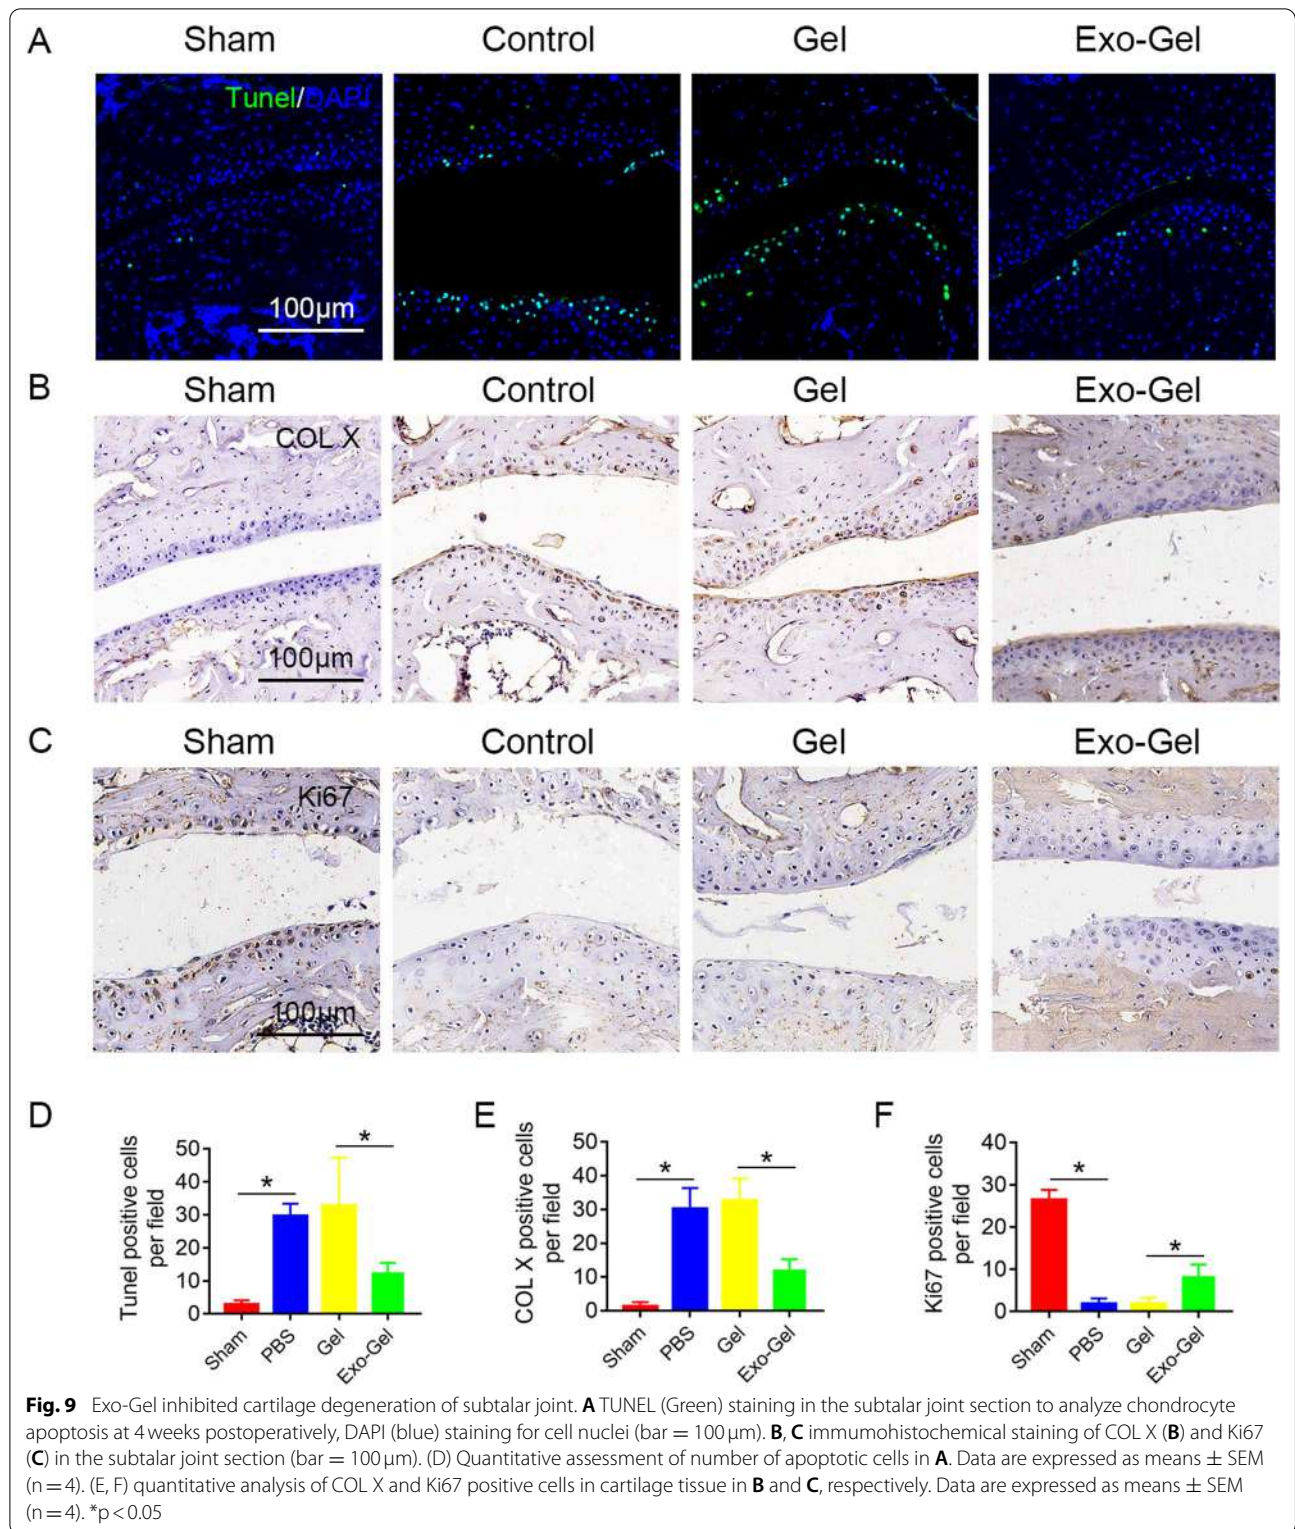 A
Sham
Control
Gel
Exo-Gel
Tunel/DAPI
100μm
B
Sham
Control
Gel
Exo-Gel
COL X
100μm
C
Sham
Control
Gel
Exo-Gel
Ki67
100μm
D
Tunel positive cells
per field
50
40
30
20
10
0
*
*
Sham
PBS
Gel
Exo-Gel
E
COL X positive cells
per field
50
40
30
20
10
0
*
*
Sham
PBS
Gel
Exo-Gel
F
Ki67 positive cells
per field
40
30
20
10
0
*
*
Sham
PBS
Gel
Exo-Gel
Fig. 9 Exo-Gel inhibited cartilage degeneration of subtalar joint. A TUNEL (Green) staining in the subtalar joint section to analyze chondrocyte
apoptosis at 4 weeks postoperatively, DAPI (blue) staining for cell nuclei (bar = 100 μm). B, C immumohistochemical staining of COL X (B) and Ki67
(C) in the subtalar joint section (bar = 100 μm). (D) Quantitative assessment of number of apoptotic cells in A. Data are expressed as means ± SEM
(n = 4). (E, F) quantitative analysis of COL X and Ki67 positive cells in cartilage tissue in B and C, respectively. Data are expressed as means ± SEM
(n = 4). *p < 0.05